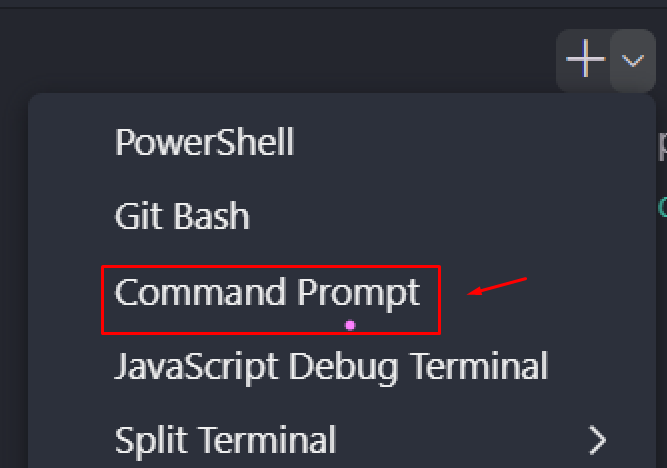 PowerShell
Git Bash
Command Prompt
JavaScript Debug Terminal
Split Terminal